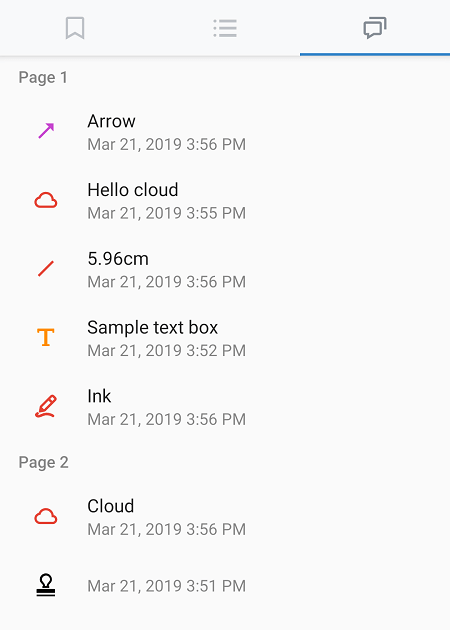 Page 1
Arrow
Mar 21, 2019 3:56 PM
Hello cloud
Mar 21, 2019 3:55 PM
5.96cm
Mar 21, 2019 3:56 PM
Sample text box
Mar 21, 2019 3:52 PM
Ink
Mar 21, 2019 3:56 PM
Page 2
Cloud
Mar 21, 2019 3:56 PM
Mar 21, 2019 3:51 PM